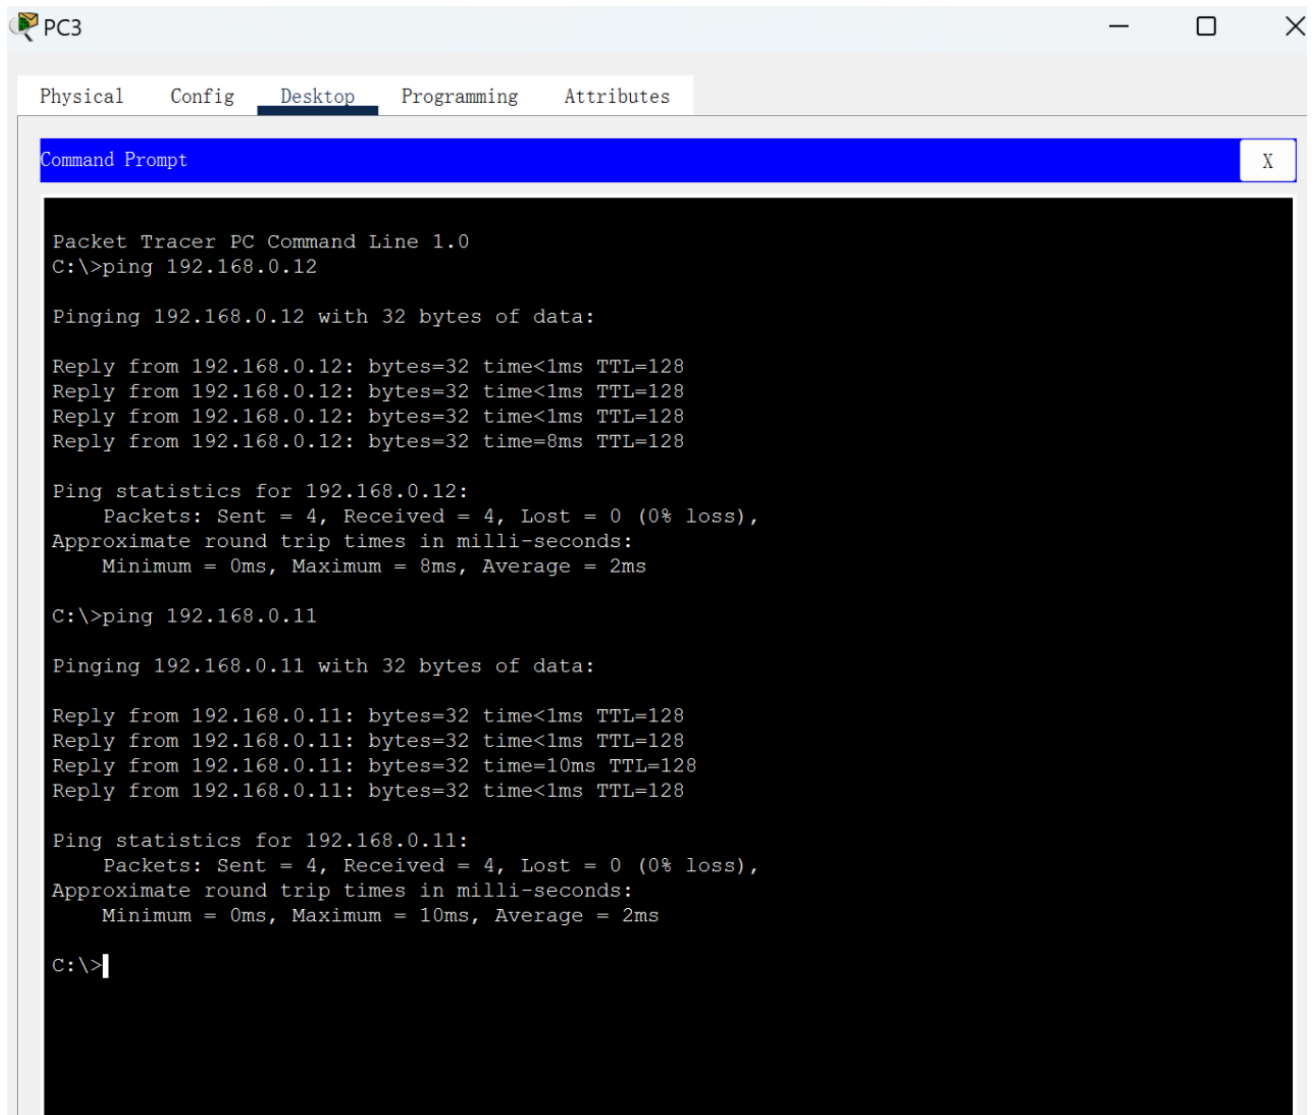 PC3
Physical Config Desktop Programming Attributes
Command Prompt X
Packet Tracer PC Command Line 1.0
C:\>ping 192.168.0.12
Pinging 192.168.0.12 with 32 bytes of data:
Reply from 192.168.0.12: bytes=32 time<1ms TTL=128
Reply from 192.168.0.12: bytes=32 time<1ms TTL=128
Reply from 192.168.0.12: bytes=32 time<1ms TTL=128
Reply from 192.168.0.12: bytes=32 time=8ms TTL=128
Ping statistics for 192.168.0.12:
    Packets: Sent = 4, Received = 4, Lost = 0 (0% loss),
Approximate round trip times in milli-seconds:
    Minimum = 0ms, Maximum = 8ms, Average = 2ms
C:\>ping 192.168.0.11
Pinging 192.168.0.11 with 32 bytes of data:
Reply from 192.168.0.11: bytes=32 time<1ms TTL=128
Reply from 192.168.0.11: bytes=32 time<1ms TTL=128
Reply from 192.168.0.11: bytes=32 time=10ms TTL=128
Reply from 192.168.0.11: bytes=32 time<1ms TTL=128
Ping statistics for 192.168.0.11:
    Packets: Sent = 4, Received = 4, Lost = 0 (0% loss),
Approximate round trip times in milli-seconds:
    Minimum = 0ms, Maximum = 10ms, Average = 2ms
C:\>